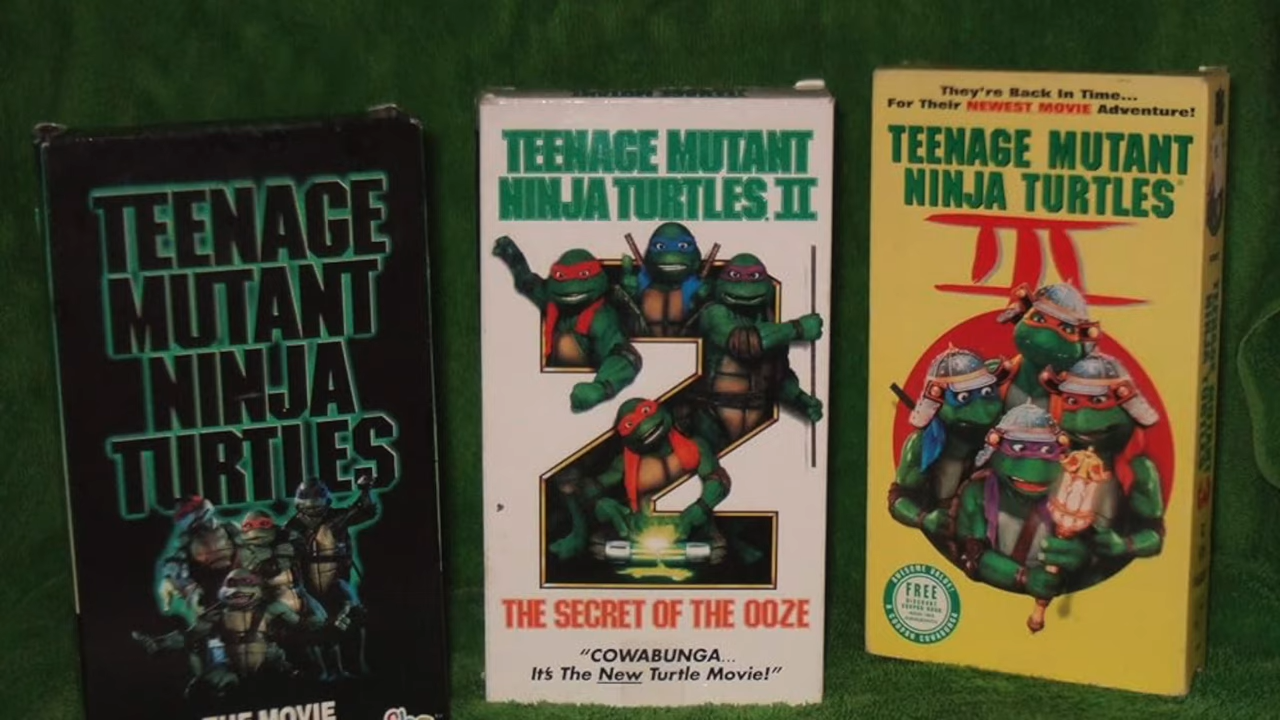 TEENAGE
MUTANT
NINJA
TURTLES
THE MOVIE
TEENAGE MUTANT
NINJA TURTLES II
2
THE SECRET OF THE OOZE
"COWABUNGA...
It's The New Turtle Movie!"
They're Back In Time...
For Their NEWEST MOVIE Adventure!
TEENAGE MUTANT
NINJA TURTLES®
III
FREE